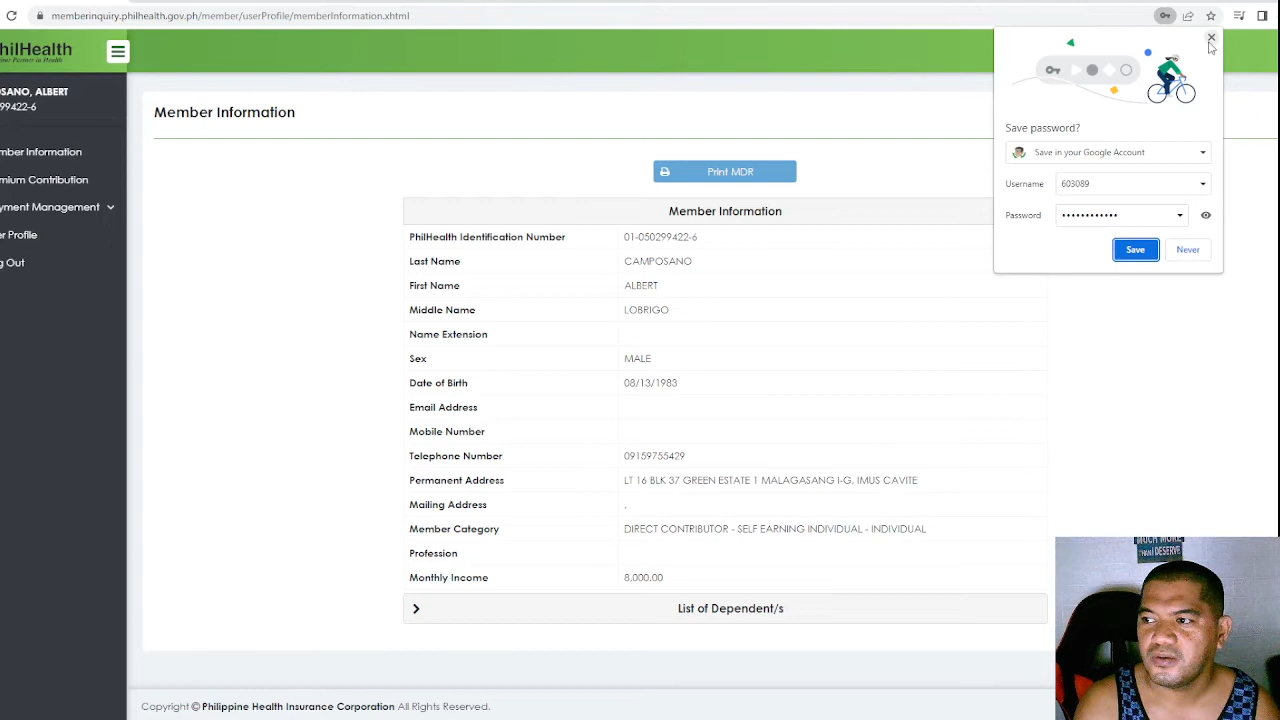 memberinquiry.philhealth.gov.ph/member/userProfile/memberInformation.xhtml
hilHealth
OSANO, ALBERT
99422-6
mber Information
mium Contribution
yment Management
er Profile
g Out
Member Information
Print MDR
Member Information
PhilHealth Identification Number 01-050299422-6
Last Name CAMPOSANO
First Name ALBERT
Middle Name LOBRIGO
Name Extension
Sex MALE
Date of Birth 08/13/1983
Email Address
Mobile Number
Telephone Number 09159755429
Permanent Address LT 16 BLK 37 GREEN ESTATE 1 MALAGASANG I-G, IMUS CAVITE
Mailing Address ,
Member Category DIRECT CONTRIBUTOR - SELF EARNING INDIVIDUAL - INDIVIDUAL
Profession
Monthly Income 8,000.00
List of Dependent/s
Copyright © Philippine Health Insurance Corporation All Rights Reserved.
Save password?
Save in your Google Account
Username 603089
Password ••••••••••••
Save Never
MUCH MORE
DESERVE